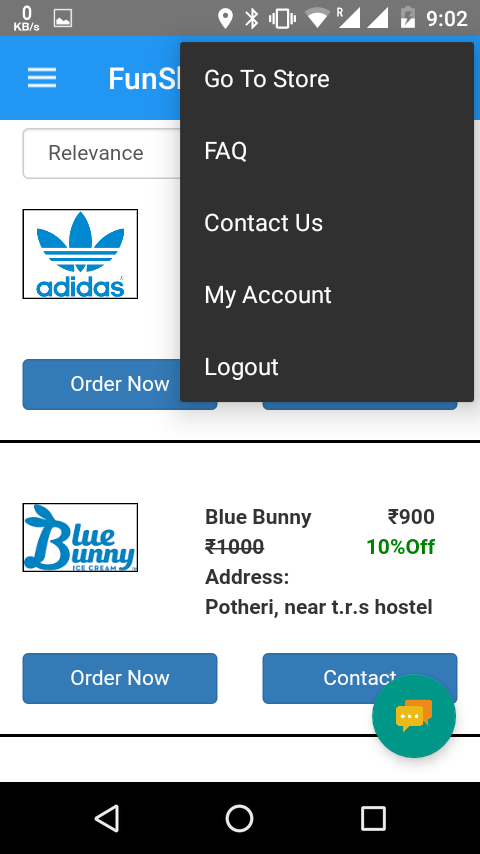 0 KB/s
R
9:02
FunS
Go To Store
FAQ
Contact Us
My Account
Logout
Relevance
adidas
Order Now
Blue Bunny ICE CREAM
Blue Bunny ₹900
₹1000 10%Off
Address:
Potheri, near t.r.s hostel
Order Now
Contact